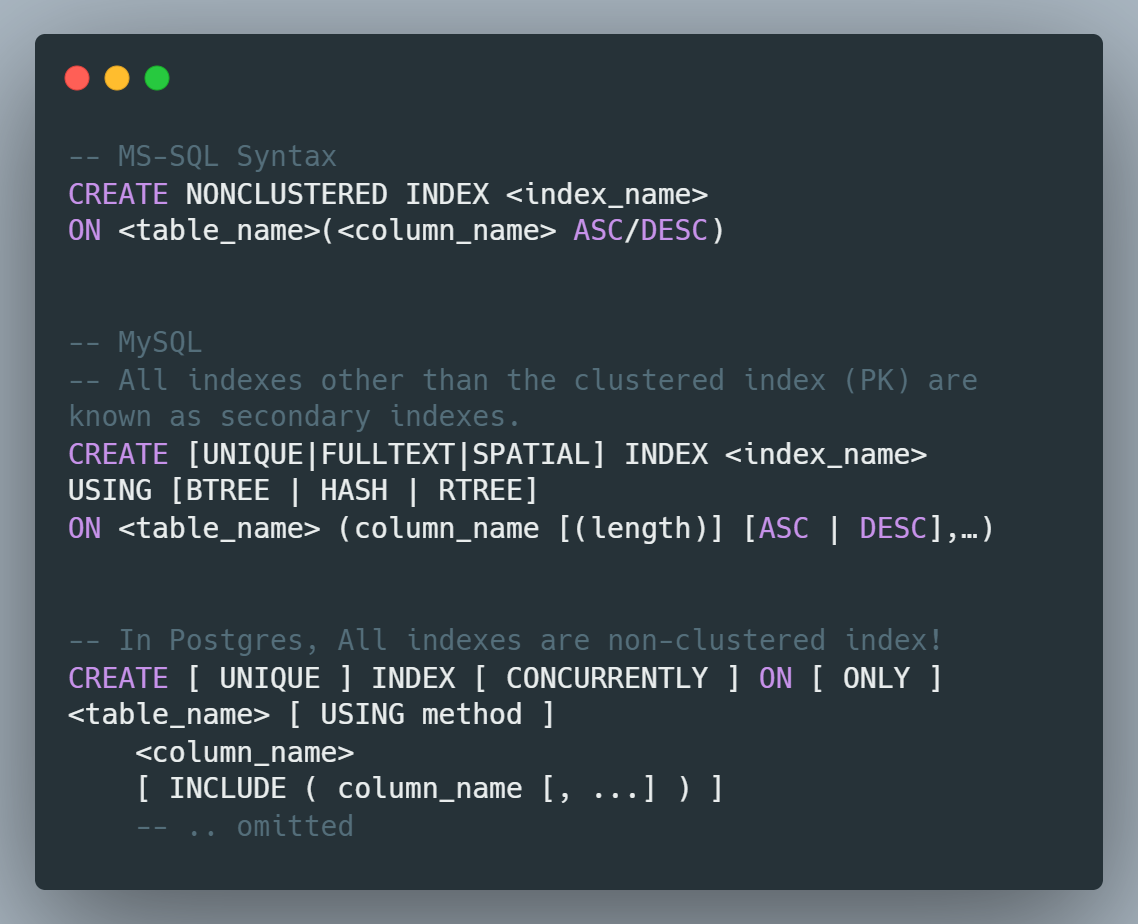 -- MS-SQL Syntax
CREATE NONCLUSTERED INDEX <index_name>
ON <table_name>(<column_name> ASC/DESC)
-- MySQL
-- All indexes other than the clustered index (PK) are
known as secondary indexes.
CREATE [UNIQUE|FULLTEXT|SPATIAL] INDEX <index_name>
USING [BTREE | HASH | RTREE]
ON <table_name> (column_name [(length)] [ASC | DESC],…)
-- In Postgres, All indexes are non-clustered index!
CREATE [ UNIQUE ] INDEX [ CONCURRENTLY ] ON [ ONLY ]
<table_name> [ USING method ]
    <column_name>
    [ INCLUDE ( column_name [, ...] ) ]
    -- .. omitted